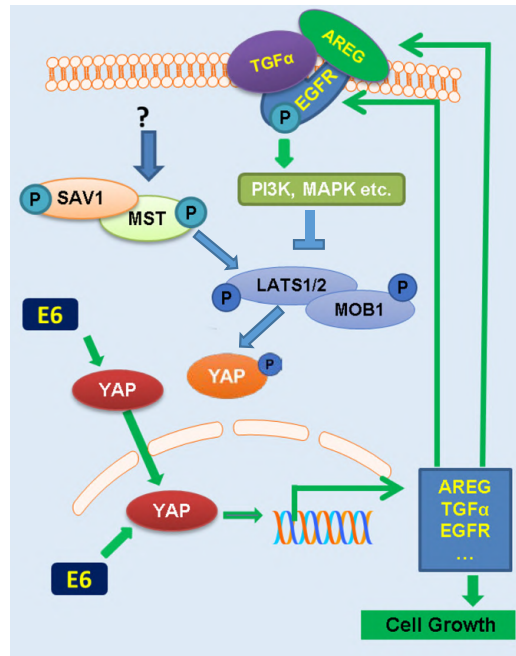 TGFα
AREG
EGFR
P
?
PI3K, MAPK etc.
P
SAV1
MST
P
LATS1/2
P
MOB1
P
E6
YAP
P
YAP
YAP
E6
AREG
TGFα
EGFR
...
Cell Growth